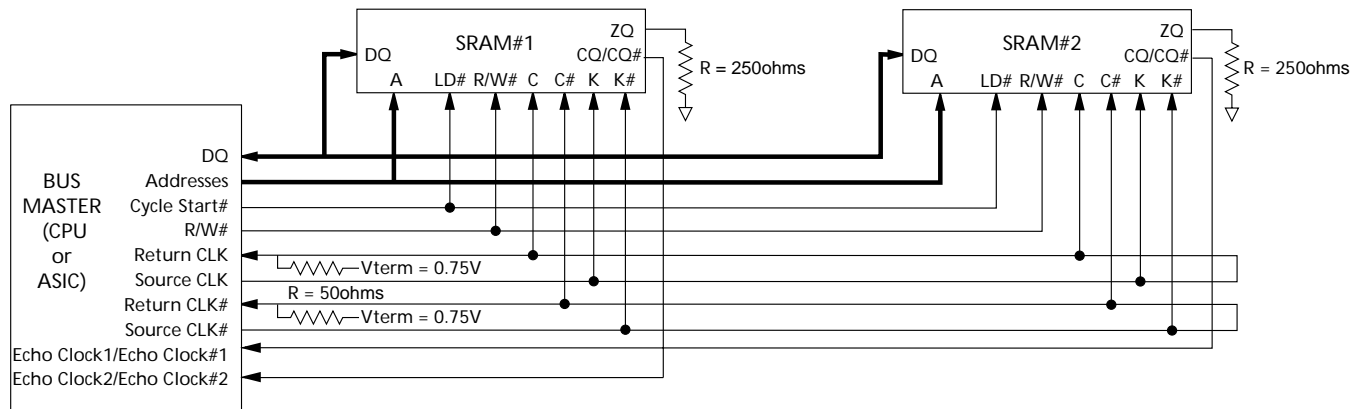 SRAM#1
ZQ
CQ/CQ#
DQ
A
LD#
R/W#
C
C#
K
K#
R = 250ohms
SRAM#2
ZQ
CQ/CQ#
DQ
A
LD#
R/W#
C
C#
K
K#
R = 250ohms
BUS
MASTER
(CPU
or
ASIC)
DQ
Addresses
Cycle Start#
R/W#
Return CLK
Vterm = 0.75V
Source CLK
R = 50ohms
Return CLK#
Vterm = 0.75V
Source CLK#
Echo Clock1/Echo Clock#1
Echo Clock2/Echo Clock#2